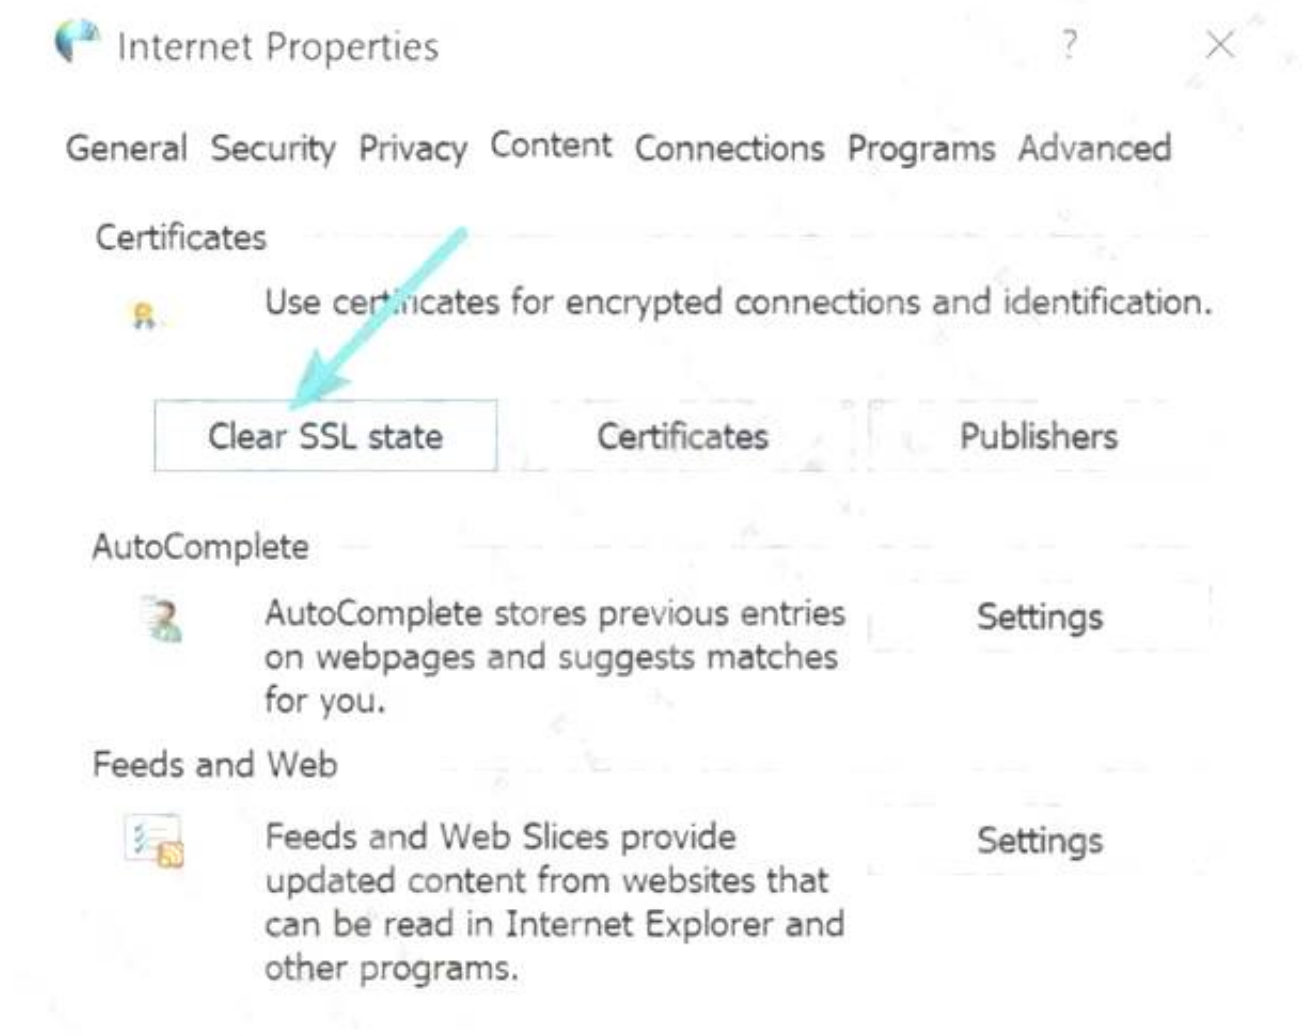 Internet Properties ?
General Security Privacy Content Connections Programs Advanced
Certificates
Use certificates for encrypted connections and identification.
Clear SSL state Certificates Publishers
AutoComplete
AutoComplete stores previous entries
on webpages and suggests matches
for you.
Settings
Feeds and Web
Feeds and Web Slices provide
updated content from websites that
can be read in Internet Explorer and
other programs.
Settings